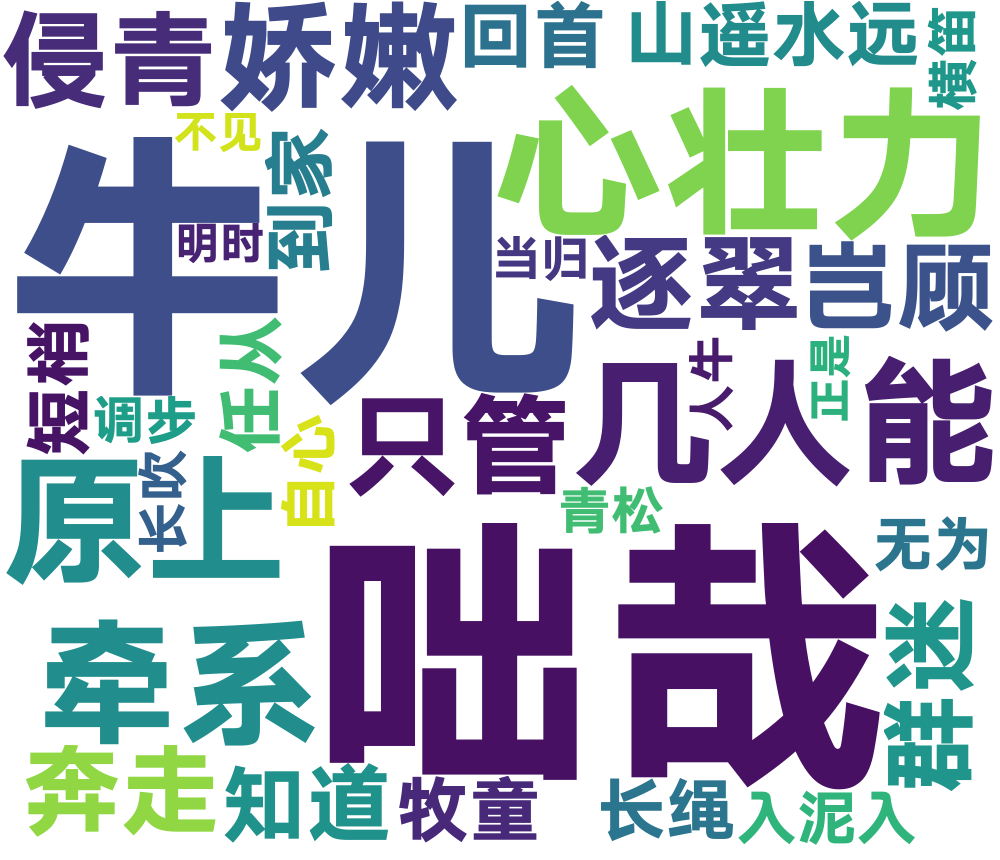 侵青
娇嫩
回首
山遥水远
横笛
不见
到家
心壮力
牛儿
明时
当归
逐翠
岂顾
短梢
任从
人牛
正是
调步
自心
只管
几人能
原上
长吹
青松
咄哉
无为
牵系
群迷
奔走
知道
牧童
长绳
入泥入